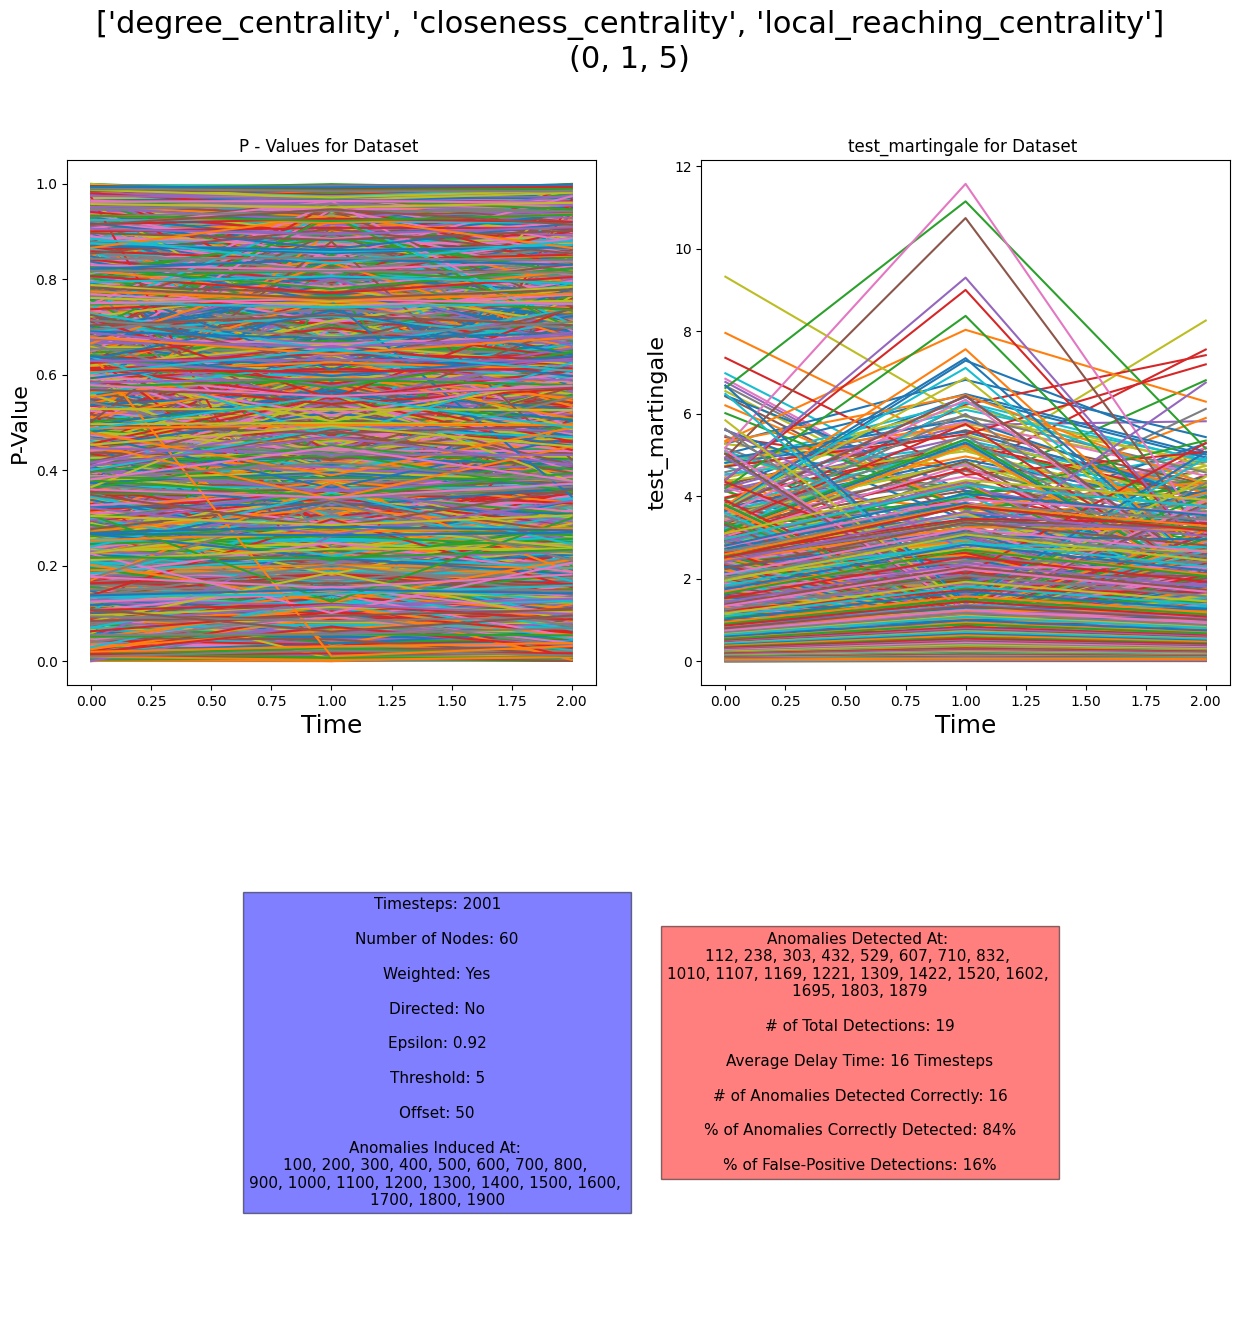 ['degree_centrality', 'closeness_centrality', 'local_reaching_centrality']
(0, 1, 5)
P - Values for Dataset
P-Value
1.0
0.8
0.6
0.4
0.2
0.0
0.00 0.25 0.50 0.75 1.00 1.25 1.50 1.75 2.00
Time
test_martingale for Dataset
test_martingale
12
10
8
6
4
2
0
0.00 0.25 0.50 0.75 1.00 1.25 1.50 1.75 2.00
Time
Timesteps: 2001
Number of Nodes: 60
Weighted: Yes
Directed: No
Epsilon: 0.92
Threshold: 5
Offset: 50
Anomalies Induced At:
100, 200, 300, 400, 500, 600, 700, 800,
900, 1000, 1100, 1200, 1300, 1400, 1500, 1600,
1700, 1800, 1900
Anomalies Detected At:
112, 238, 303, 432, 529, 607, 710, 832,
1010, 1107, 1169, 1221, 1309, 1422, 1520, 1602,
1695, 1803, 1879
# of Total Detections: 19
Average Delay Time: 16 Timesteps
# of Anomalies Detected Correctly: 16
% of Anomalies Correctly Detected: 84%
% of False-Positive Detections: 16%